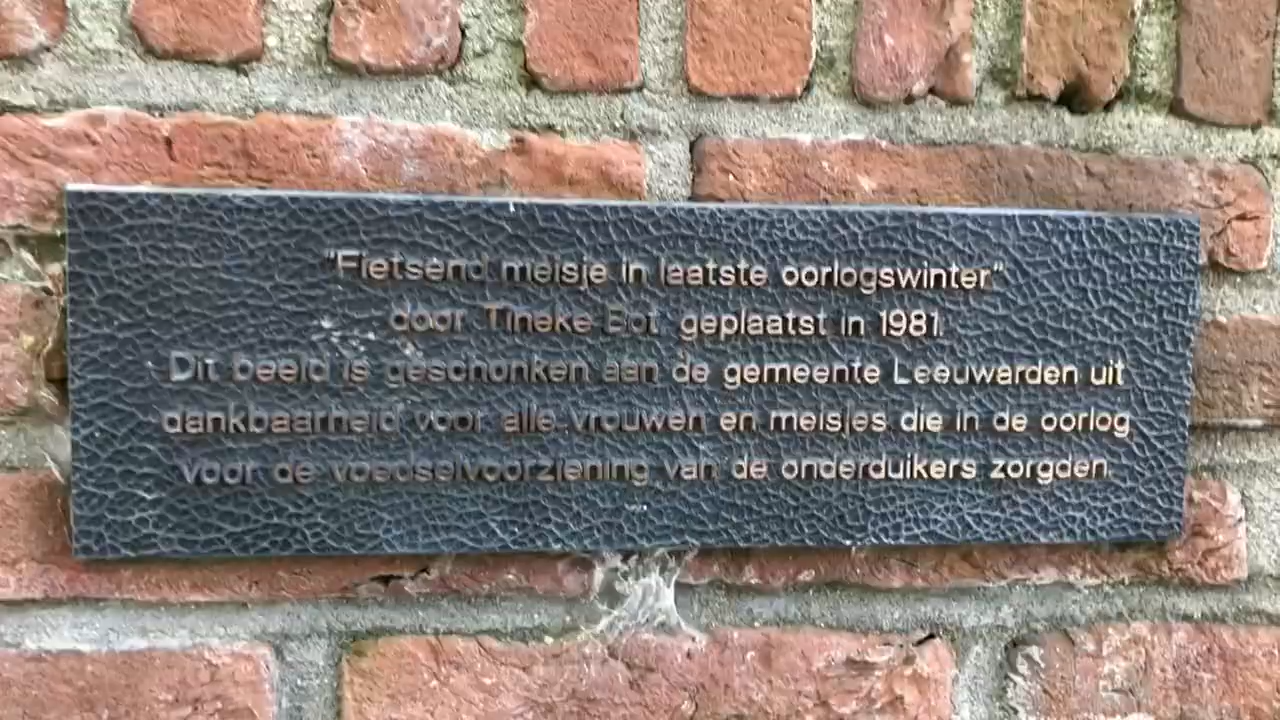 "Fietsend meisje in laatste oorlogswinter"
door Tineke Bot, geplaatst in 1981.
Dit beeld is geschonken aan de gemeente Leeuwarden uit
dankbaarheid voor alle vrouwen en meisjes die in de oorlog
voor de voedselvoorziening van de onderduikers zorgden.